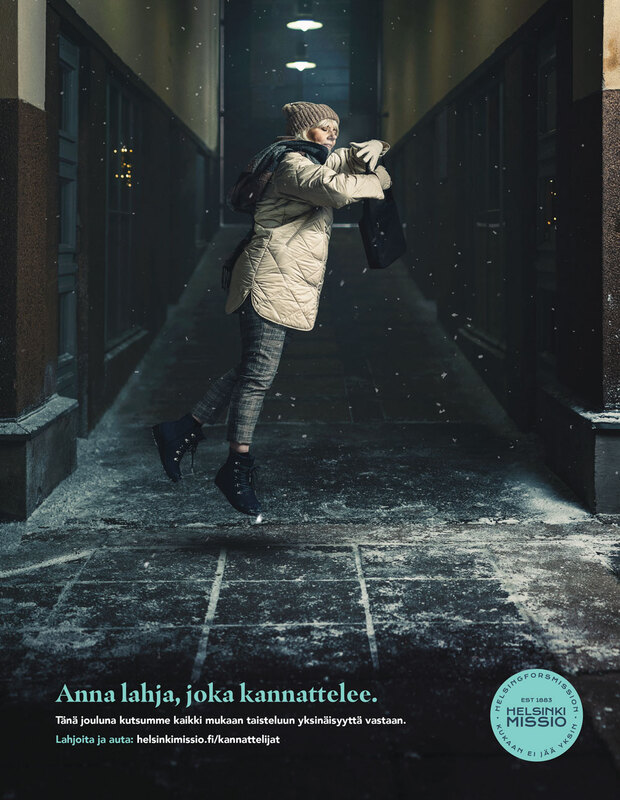 Anna lahja, joka kannattelee.
Tänä jouluna kutsumme kaikki mukaan taisteluun yksinäisyyttä vastaan.
Lahjoita ja auta: helsinkimissio.fi/kannattelijat
HELSINGFORSMISSION
EST 1883
HELSINKI
MISSIO
KUKAAN EI JÄÄ YKSIN